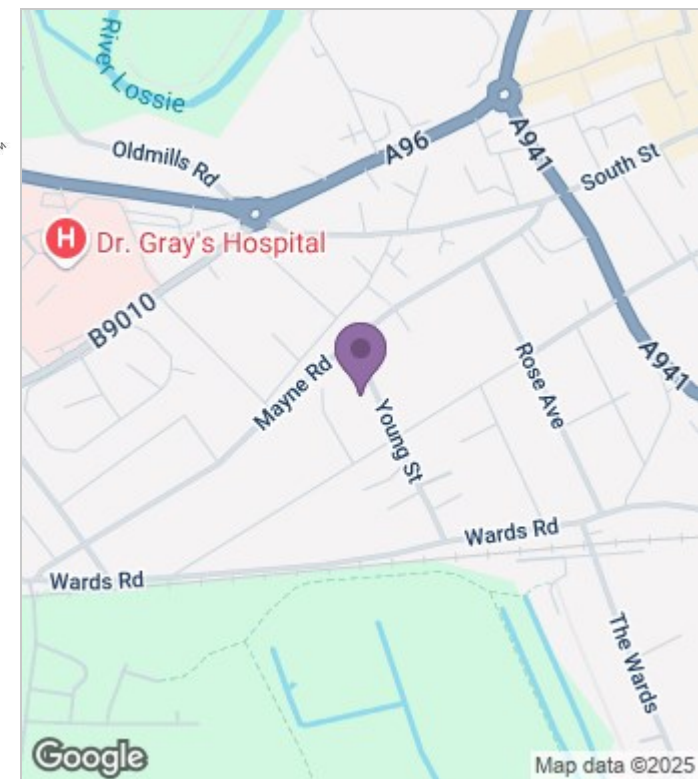 River Lossie
Oldmills Rd
A96
A941
South St
H Dr. Gray's Hospital
B9010
Mayne Rd
Rose Ave
A941
Young St
Wards Rd
Wards Rd
The Wards
Google
Map data ©2025